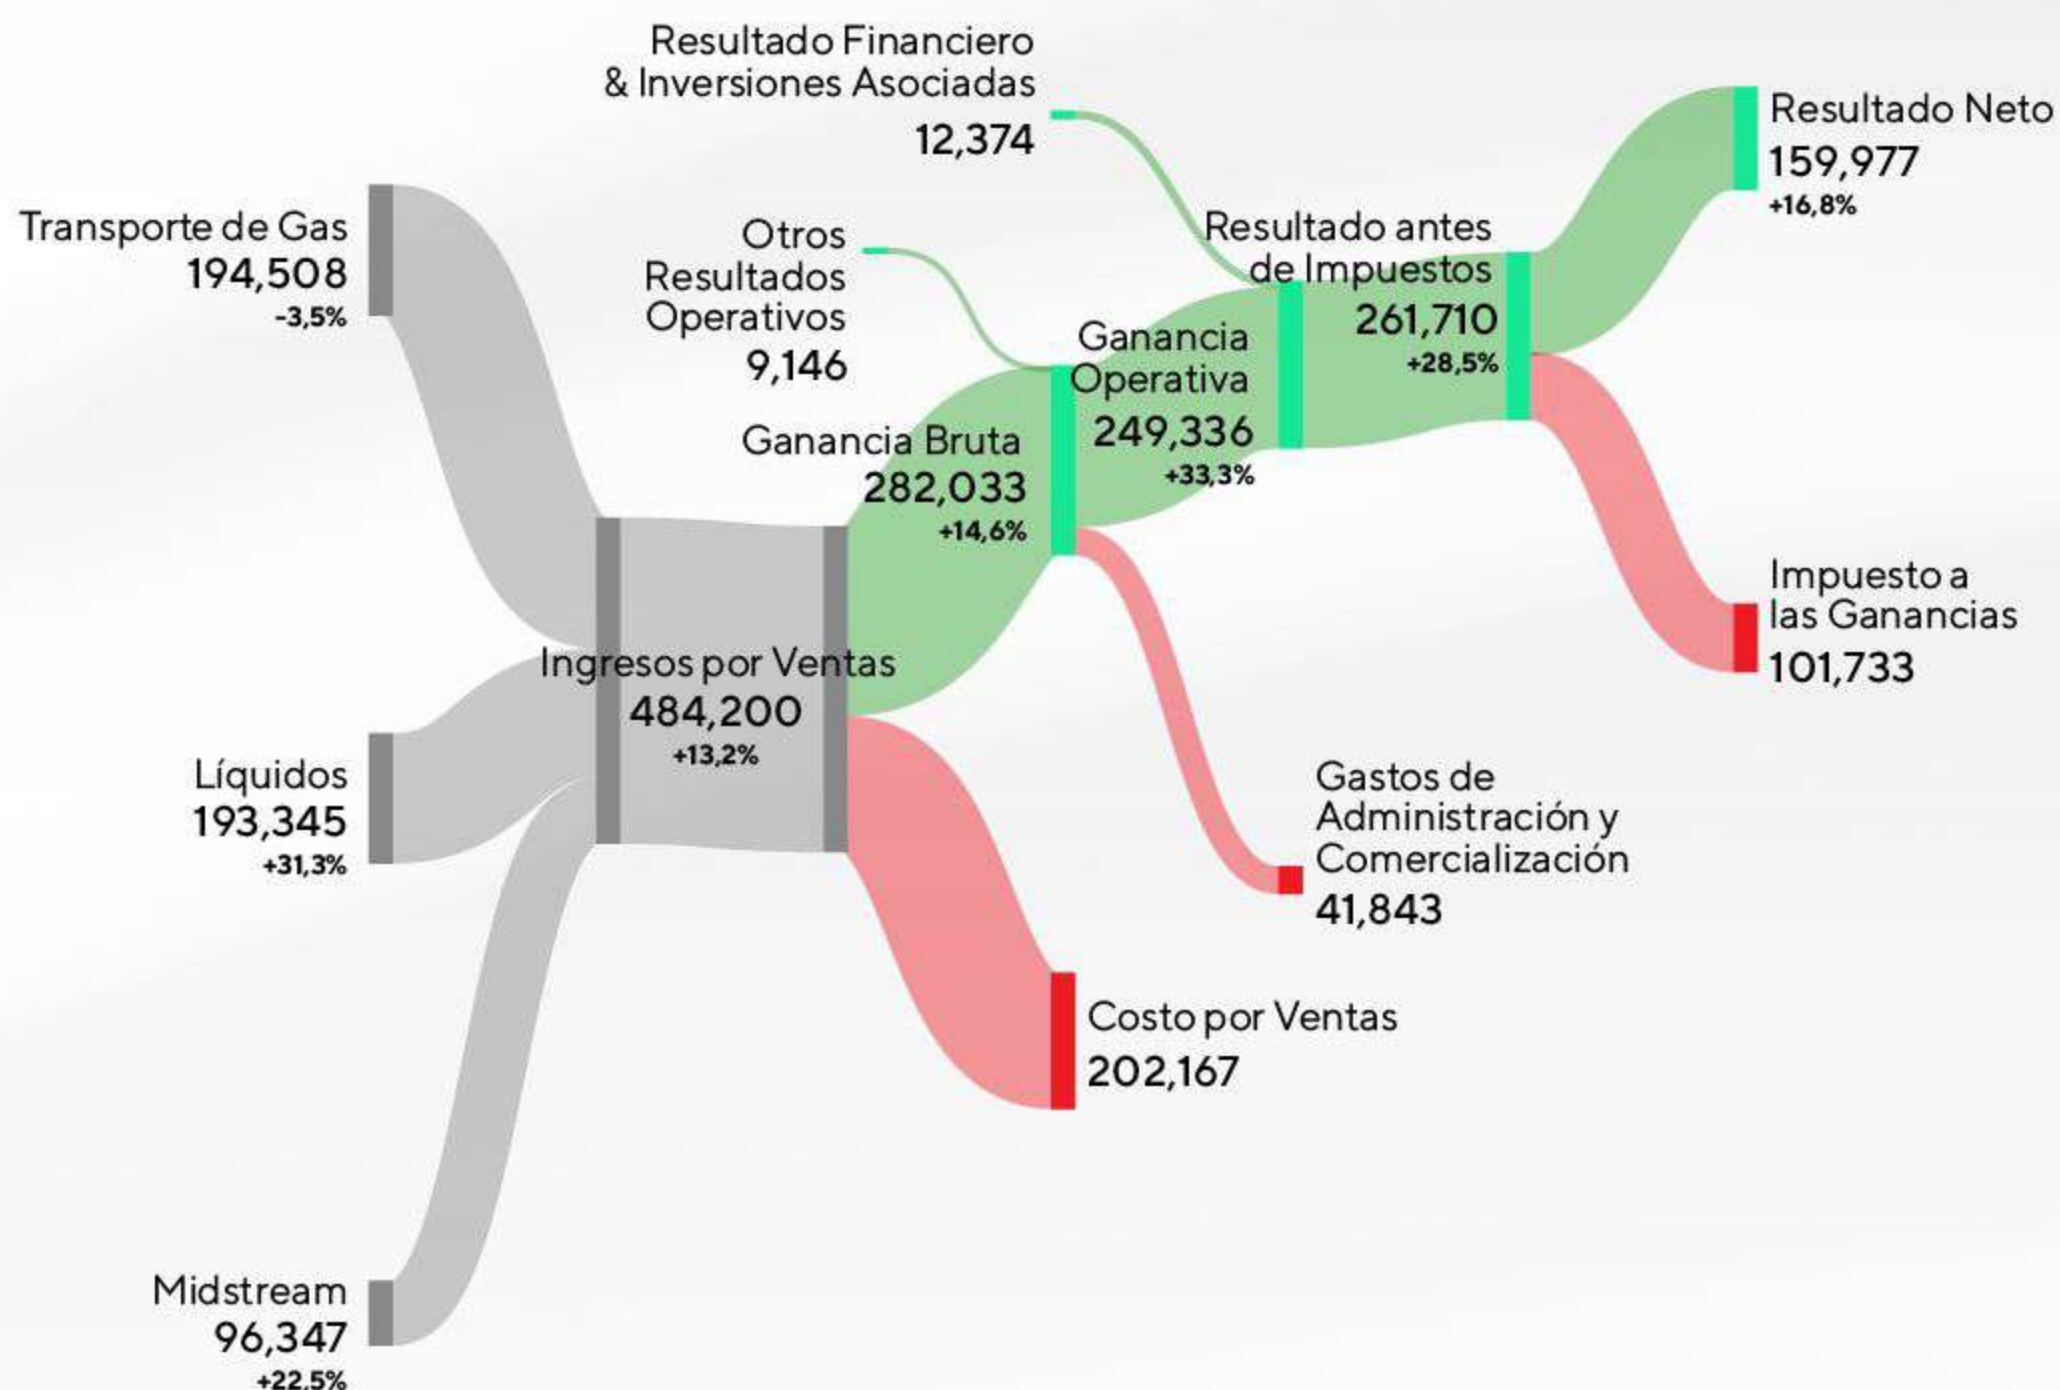 Resultado Financiero
& Inversiones Asociadas
12,374
Resultado Neto
159,977
+16,8%
Transporte de Gas
194,508
-3,5%
Otros
Resultados
Operativos
9,146
Resultado antes
de Impuestos
261,710
+28,5%
Ganancia
Operativa
249,336
+33,3%
Ganancia Bruta
282,033
+14,6%
Impuesto a
las Ganancias
101,733
Ingresos por Ventas
484,200
+13,2%
Líquidos
193,345
+31,3%
Gastos de
Administración y
Comercialización
41,843
Costo por Ventas
202,167
Midstream
96,347
+22,5%